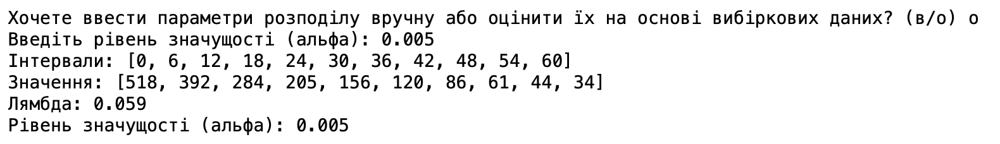 Хочете ввести параметри розподілу вручну або оцінити їх на основі вибіркових даних? (в/о) о
Введіть рівень значущості (альфа): 0.005
Інтервали: [0, 6, 12, 18, 24, 30, 36, 42, 48, 54, 60]
Значення: [518, 392, 284, 205, 156, 120, 86, 61, 44, 34]
Лямбда: 0.059
Рівень значущості (альфа): 0.005